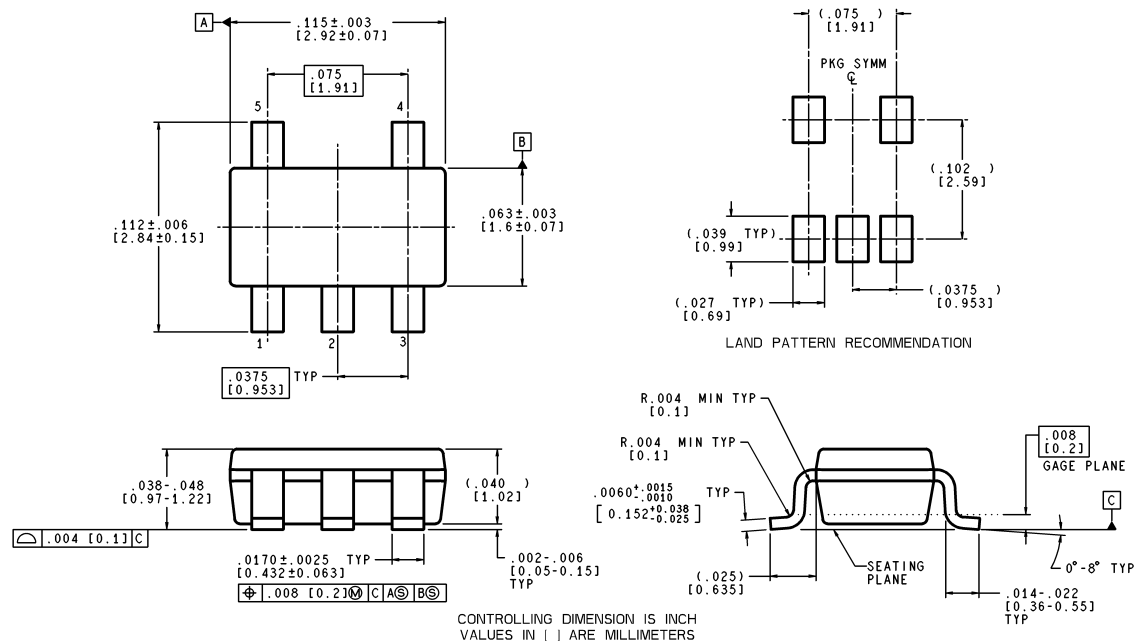 A
.115±.003
[2.92±0.07]
.075
[1.91]
5
4
B
.112±.006
[2.84±0.15]
.063±.003
[1.6±0.07]
1
2
3
.0375 TYP
[0.953]
(.075 )
[1.91]
PKG SYMM
℄
(.102 )
[2.59]
(.039 TYP)
[0.99]
(.027 TYP)
[0.69]
(.0375 )
[0.953]
LAND PATTERN RECOMMENDATION
.038-.048
[0.97-1.22]
(.040 )
[1.02]
⌓ .004 [0.1] C
.0170±.0025 TYP
[0.432±0.063]
⌖ .008 [0.2]Ⓜ C AⓈ BⓈ
.002-.006
[0.05-0.15]
TYP
R.004 MIN TYP
[0.1]
R.004 MIN TYP
[0.1]
.0060+.0015 -.0010 TYP
[ 0.152+0.038 -0.025 ]
.008
[0.2]
GAGE PLANE
C
SEATING
PLANE
0°-8° TYP
(.025)
[0.635]
.014-.022
[0.36-0.55]
TYP
CONTROLLING DIMENSION IS INCH
VALUES IN [ ] ARE MILLIMETERS